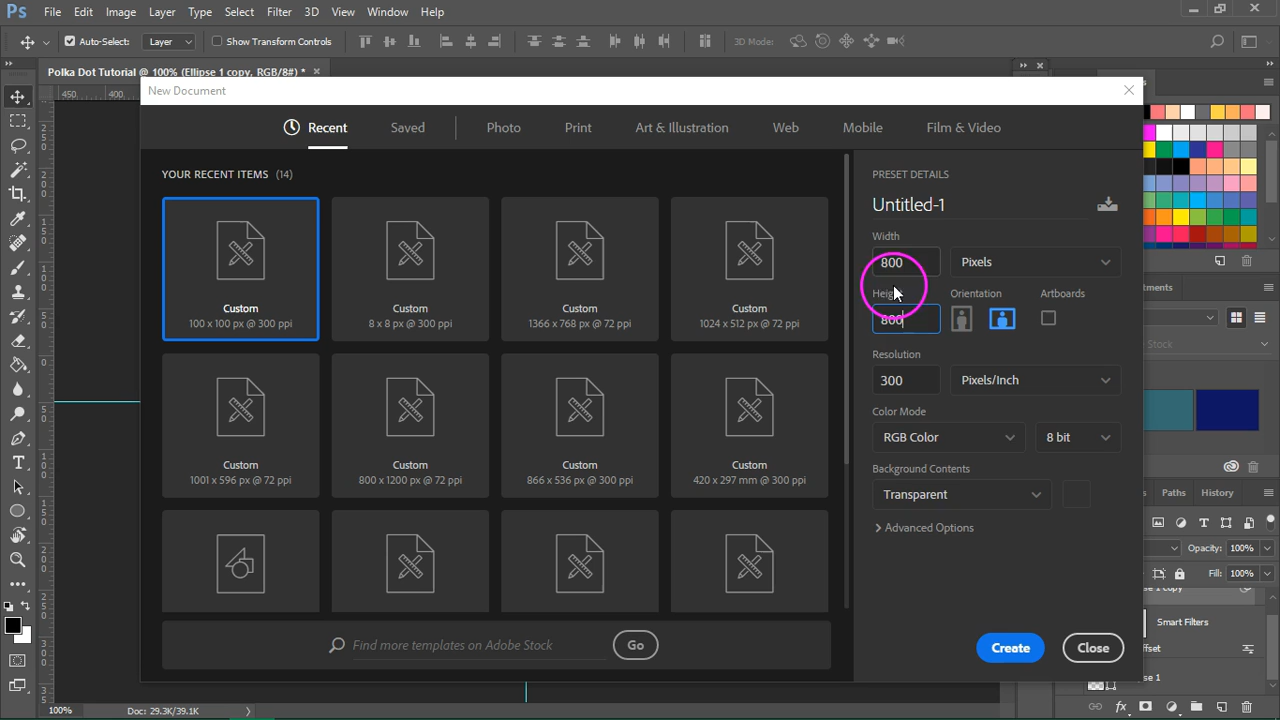 Ps File Edit Image Layer Type Select Filter 3D View Window Help
Auto-Select: Layer Show Transform Controls 3D Mode:
Polka Dot Tutorial @ 100% (Ellipse 1 copy, RGB/8#) * ×
450 400
New Document
Recent Saved Photo Print Art & Illustration Web Mobile Film & Video
YOUR RECENT ITEMS (14)
Custom
100 x 100 px @ 300 ppi
Custom
8 x 8 px @ 300 ppi
Custom
1366 x 768 px @ 72 ppi
Custom
1024 x 512 px @ 72 ppi
Custom
1001 x 596 px @ 72 ppi
Custom
800 x 1200 px @ 72 ppi
Custom
866 x 536 px @ 300 ppi
Custom
420 x 297 mm @ 300 ppi
Find more templates on Adobe Stock Go
PRESET DETAILS
Untitled-1
Width
800 Pixels
Height Orientation Artboards
800
Resolution
300 Pixels/Inch
Color Mode
RGB Color 8 bit
Background Contents
Transparent
Advanced Options
Create Close
Stock
Paths History
Opacity: 100%
Fill: 100%
Smart Filters
100% Doc: 29.3K/39.1K